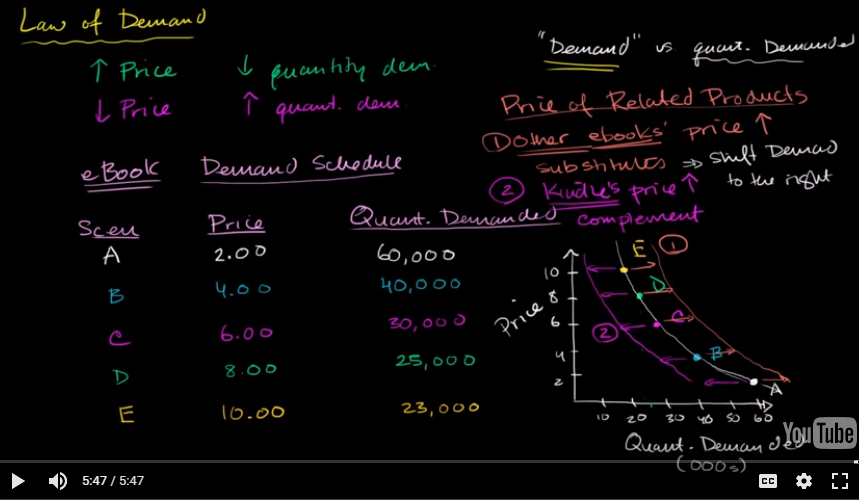 Law of Demand
↑ Price ↓ quantity dem.
↓ Price ↑ quant. dem.
eBook Demand Schedule
Scen Price Quant. Demanded
A 2.00 60,000
B 4.00 40,000
C 6.00 30,000
D 8.00 25,000
E 10.00 23,000
"Demand" vs. quant. Demanded
Price of Related Products
① Other ebooks' price ↑
substitutes ⇒ Shift Demand
to the right
② Kindle's price ↑
complement
E ①
D
C
②
B
A
Price
10
8
6
4
2
10 20 30 40 50 60
Quant. Demanded
(000s)
YouTube
5:47 / 5:47
CC